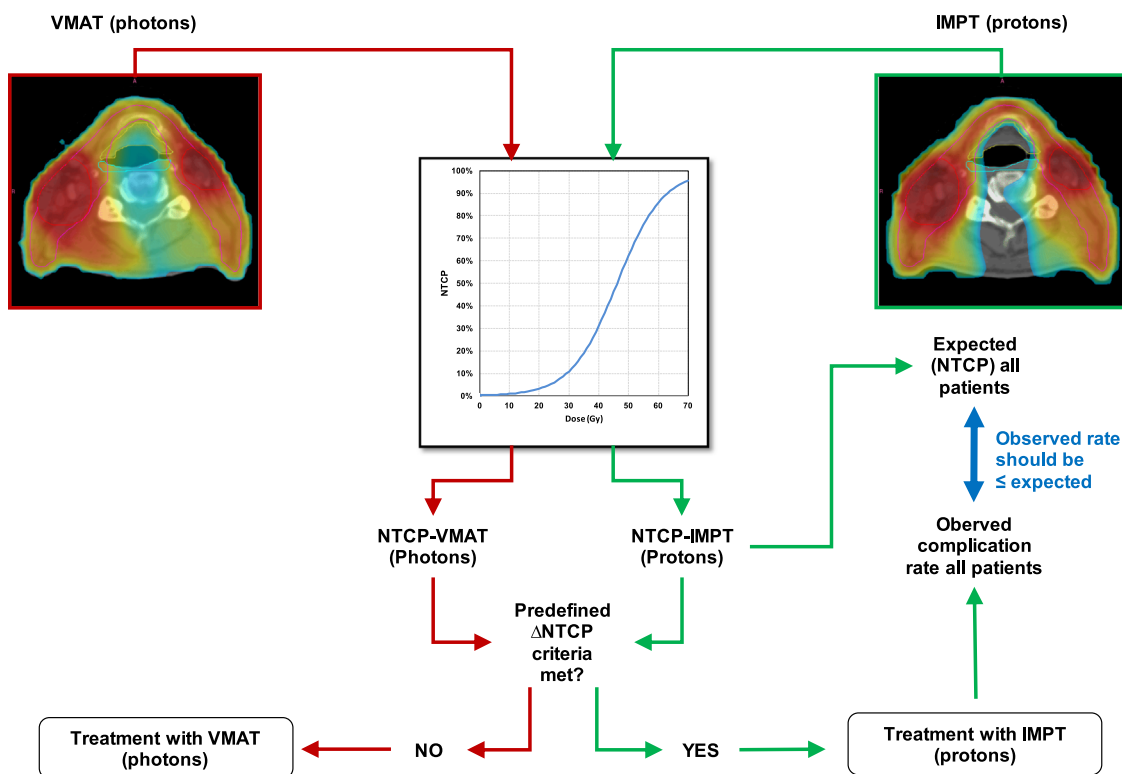 VMAT (photons)
IMPT (protons)
A
R
A
R
100%
90%
80%
70%
60%
50%
40%
30%
20%
10%
0%
NTCP
0 10 20 30 40 50 60 70
Dose (Gy)
Expected
(NTCP) all
patients
Observed rate
should be
≤ expected
NTCP-VMAT
(Photons)
NTCP-IMPT
(Protons)
Oberved
complication
rate all patients
Predefined
∆NTCP
criteria
met?
Treatment with VMAT
(photons)
NO
YES
Treatment with IMPT
(protons)